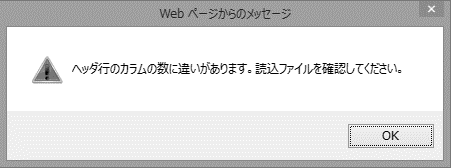 Web ページからのメッセージ
ヘッダ行のカラムの数に違いがあります。読込ファイルを確認してください。
OK